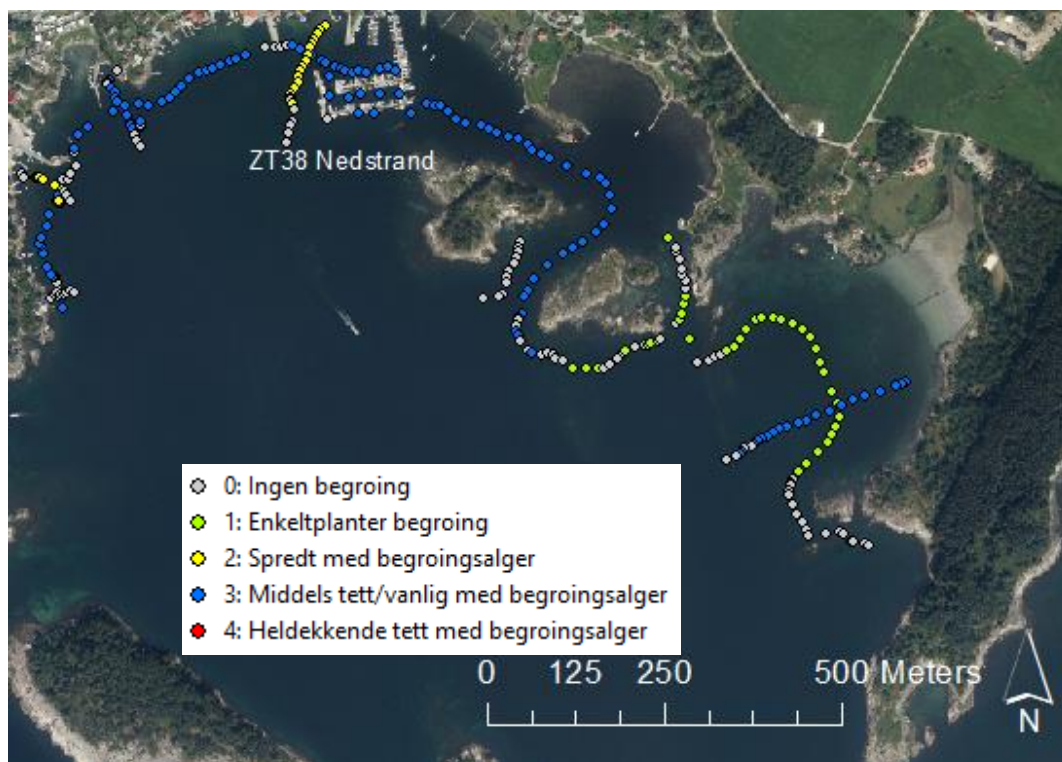 ZT38 Nedstrand
0: Ingen begroing
1: Enkeltplanter begroing
2: Spredt med begroingsalger
3: Middels tett/vanlig med begroingsalger
4: Heldekkende tett med begroingsalger
0 125 250 500 Meters
N